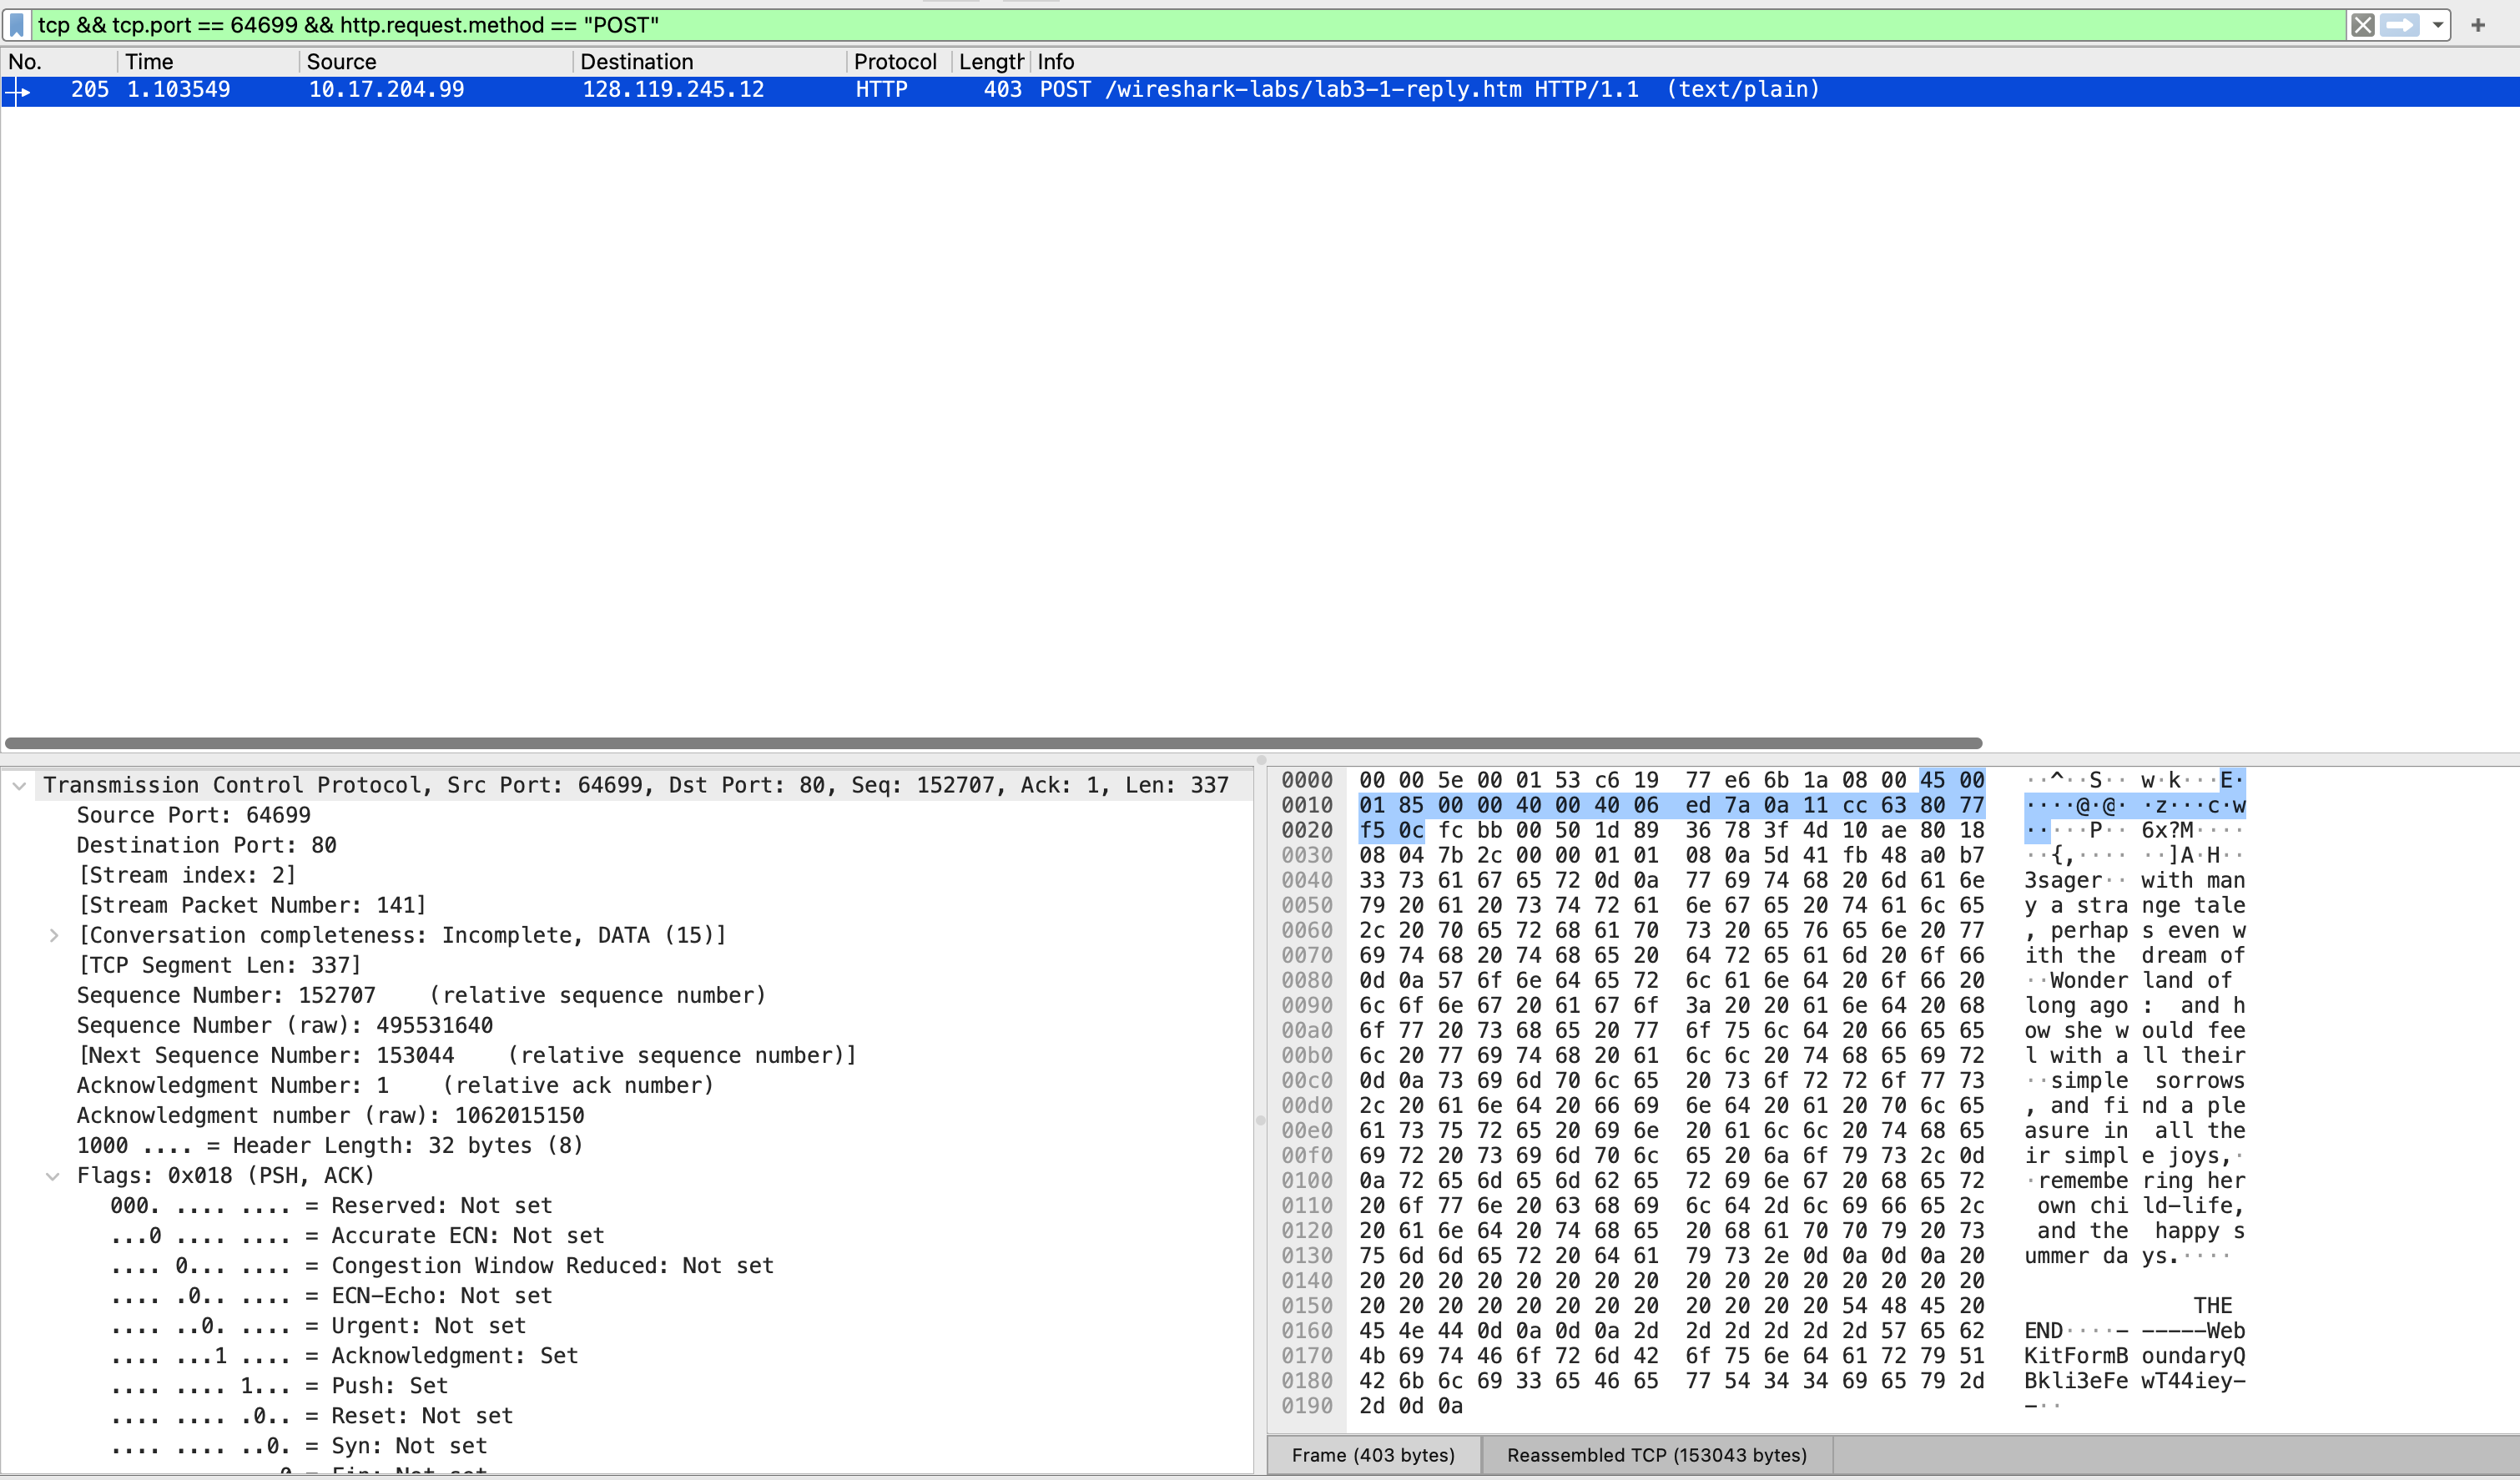 tcp && tcp.port == 64699 && http.request.method == "POST"
No. Time Source Destination Protocol Length Info
205 1.103549 10.17.204.99 128.119.245.12 HTTP 403 POST /wireshark-labs/lab3-1-reply.htm HTTP/1.1 (text/plain)
Transmission Control Protocol, Src Port: 64699, Dst Port: 80, Seq: 152707, Ack: 1, Len: 337
Source Port: 64699
Destination Port: 80
[Stream index: 2]
[Stream Packet Number: 141]
[Conversation completeness: Incomplete, DATA (15)]
[TCP Segment Len: 337]
Sequence Number: 152707 (relative sequence number)
Sequence Number (raw): 495531640
[Next Sequence Number: 153044 (relative sequence number)]
Acknowledgment Number: 1 (relative ack number)
Acknowledgment number (raw): 1062015150
1000 .... = Header Length: 32 bytes (8)
Flags: 0x018 (PSH, ACK)
000. .... .... = Reserved: Not set
...0 .... .... = Accurate ECN: Not set
.... 0... .... = Congestion Window Reduced: Not set
.... .0.. .... = ECN-Echo: Not set
.... ..0. .... = Urgent: Not set
.... ...1 .... = Acknowledgment: Set
.... .... 1... = Push: Set
.... .... .0.. = Reset: Not set
.... .... ..0. = Syn: Not set
0000 00 00 5e 00 01 53 c6 19 77 e6 6b 1a 08 00 45 00 ··^··S·· w·k···E·
0010 01 85 00 00 40 00 40 06 ed 7a 0a 11 cc 63 80 77 ····@·@· ·z···c·w
0020 f5 0c fc bb 00 50 1d 89 36 78 3f 4d 10 ae 80 18 ·····P·· 6x?M····
0030 08 04 7b 2c 00 00 01 01 08 0a 5d 41 fb 48 a0 b7 ··{,···· ··]A·H··
0040 33 73 61 67 65 72 0d 0a 77 69 74 68 20 6d 61 6e 3sager·· with man
0050 79 20 61 20 73 74 72 61 6e 67 65 20 74 61 6c 65 y a stra nge tale
0060 2c 20 70 65 72 68 61 70 73 20 65 76 65 6e 20 77 , perhap s even w
0070 69 74 68 20 74 68 65 20 64 72 65 61 6d 20 6f 66 ith the dream of
0080 0d 0a 57 6f 6e 64 65 72 6c 61 6e 64 20 6f 66 20 ··Wonder land of
0090 6c 6f 6e 67 20 61 67 6f 3a 20 20 61 6e 64 20 68 long ago : and h
00a0 6f 77 20 73 68 65 20 77 6f 75 6c 64 20 66 65 65 ow she w ould fee
00b0 6c 20 77 69 74 68 20 61 6c 6c 20 74 68 65 69 72 l with a ll their
00c0 0d 0a 73 69 6d 70 6c 65 20 73 6f 72 72 6f 77 73 ··simple sorrows
00d0 2c 20 61 6e 64 20 66 69 6e 64 20 61 20 70 6c 65 , and fi nd a ple
00e0 61 73 75 72 65 20 69 6e 20 61 6c 6c 20 74 68 65 asure in all the
00f0 69 72 20 73 69 6d 70 6c 65 20 6a 6f 79 73 2c 0d ir simpl e joys,·
0100 0a 72 65 6d 65 6d 62 65 72 69 6e 67 20 68 65 72 ·remembe ring her
0110 20 6f 77 6e 20 63 68 69 6c 64 2d 6c 69 66 65 2c own chi ld-life,
0120 20 61 6e 64 20 74 68 65 20 68 61 70 70 79 20 73 and the happy s
0130 75 6d 6d 65 72 20 64 61 79 73 2e 0d 0a 0d 0a 20 ummer da ys.····
0140 20 20 20 20 20 20 20 20 20 20 20 20 20 20 20 20
0150 20 20 20 20 20 20 20 20 20 20 20 20 54 48 45 20 THE
0160 45 4e 44 0d 0a 0d 0a 2d 2d 2d 2d 2d 2d 57 65 62 END····- -----Web
0170 4b 69 74 46 6f 72 6d 42 6f 75 6e 64 61 72 79 51 KitFormB oundaryQ
0180 42 6b 6c 69 33 65 46 65 77 54 34 34 69 65 79 2d Bkli3eFe wT44iey-
0190 2d 0d 0a -··
Frame (403 bytes) Reassembled TCP (153043 bytes)